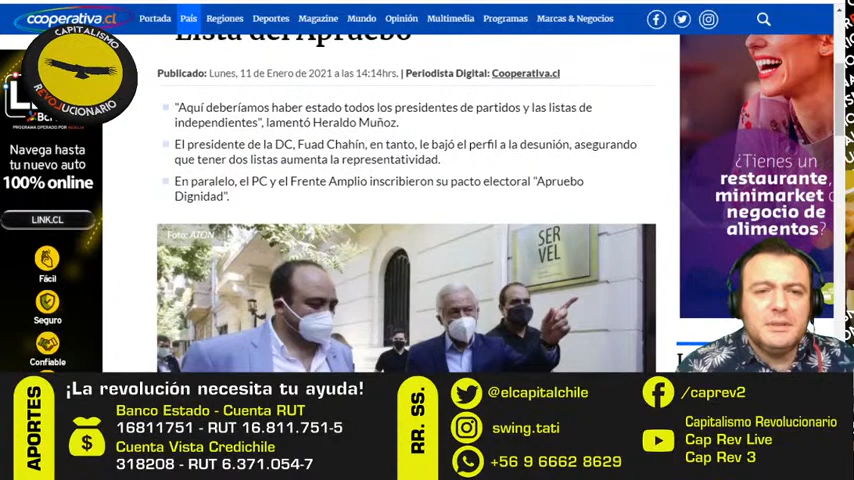 cooperativa.cl
Portada País Regiones Deportes Magazine Mundo Opinión Multimedia Programas Marcas & Negocios
CAPITALISMO
REVOLUCIONARIO
Lista del Apruebo
Publicado: Lunes, 11 de Enero de 2021 a las 14:14hrs. | Periodista Digital: Cooperativa.cl
"Aquí deberíamos haber estado todos los presidentes de partidos y las listas de
independientes", lamentó Heraldo Muñoz.
El presidente de la DC, Fuad Chahín, en tanto, le bajó el perfil a la desunión, asegurando
que tener dos listas aumenta la representatividad.
En paralelo, el PC y el Frente Amplio inscribieron su pacto electoral "Apruebo
Dignidad".
Foto: ATON
SER
VEL
Navega hasta
tu nuevo auto
100% online
LINK.CL
Fácil
Seguro
Confiable
¿Tienes un
restaurante,
minimarket o
negocio de
alimentos?
APORTES
¡La revolución necesita tu ayuda!
Banco Estado - Cuenta RUT
16811751 - RUT 16.811.751-5
Cuenta Vista Credichile
318208 - RUT 6.371.054-7
RR. SS.
@elcapitalchile
swing.tati
+56 9 6662 8629
/caprev2
Capitalismo Revolucionario
Cap Rev Live
Cap Rev 3